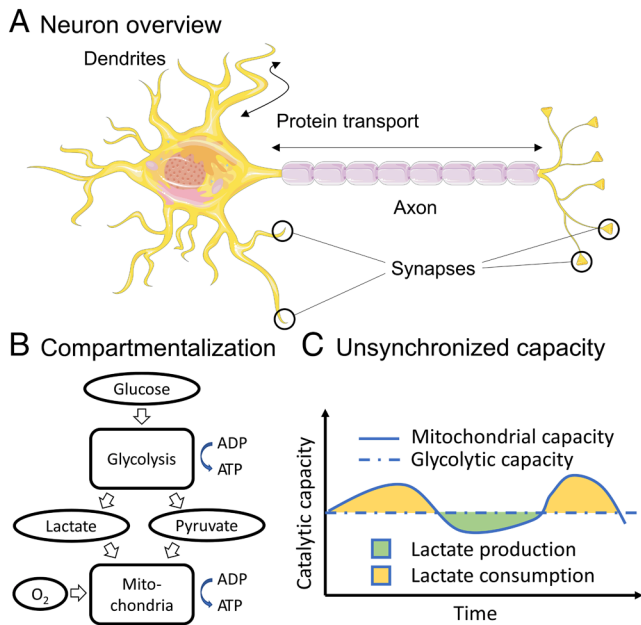 A Neuron overview
Dendrites
Protein transport
Axon
Synapses
B Compartmentalization
Glucose
Glycolysis
ADP
ATP
Lactate
Pyruvate
O2
Mito-
chondria
ADP
ATP
C Unsynchronized capacity
Catalytic capacity
Mitochondrial capacity
Glycolytic capacity
Lactate production
Lactate consumption
Time